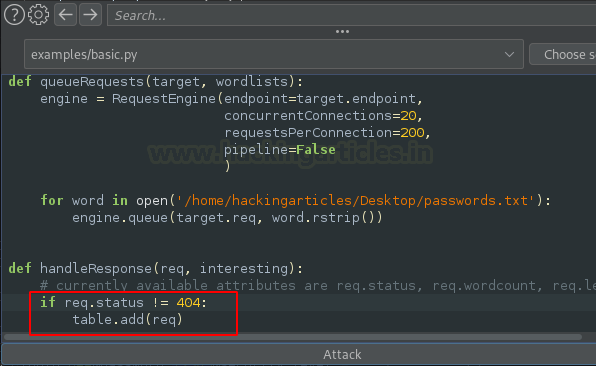 Search...
examples/basic.py
Choose s
def queueRequests(target, wordlists):
    engine = RequestEngine(endpoint=target.endpoint,
                           concurrentConnections=20,
                           requestsPerConnection=200,
                           pipeline=False
                           )
www.hackingarticles.in
    for word in open('/home/hackingarticles/Desktop/passwords.txt'):
        engine.queue(target.req, word.rstrip())
def handleResponse(req, interesting):
    # currently available attributes are req.status, req.wordcount, req.le
    if req.status != 404:
        table.add(req)
Attack